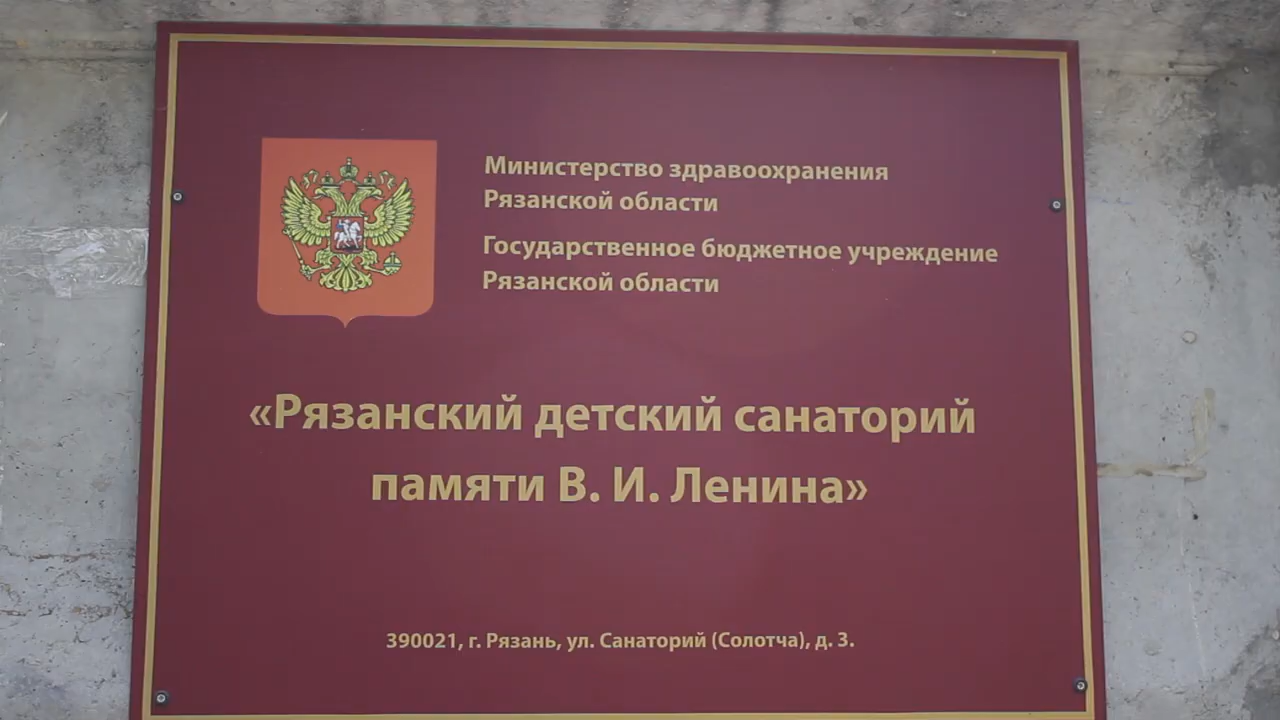 Министерство здравоохранения
Рязанской области
Государственное бюджетное учреждение
Рязанской области
«Рязанский детский санаторий
памяти В. И. Ленина»
390021, г. Рязань, ул. Санаторий (Солотча), д. 3.